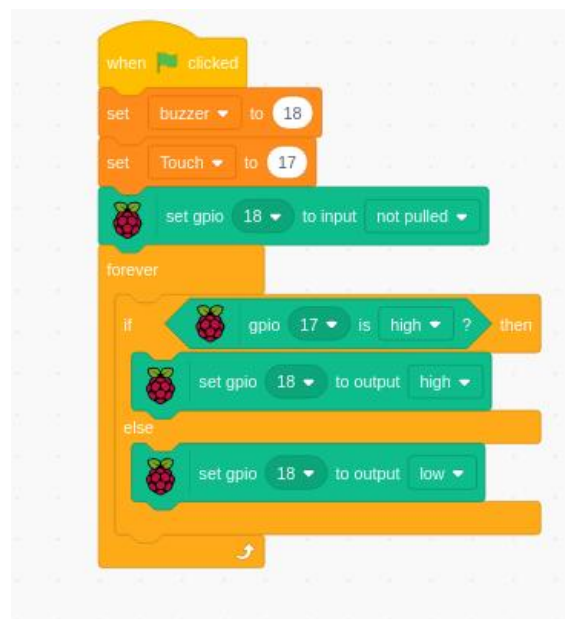 when clicked
set buzzer to 18
set Touch to 17
set gpio 18 to input not pulled
forever
if gpio 17 is high ? then
set gpio 18 to output high
else
set gpio 18 to output low